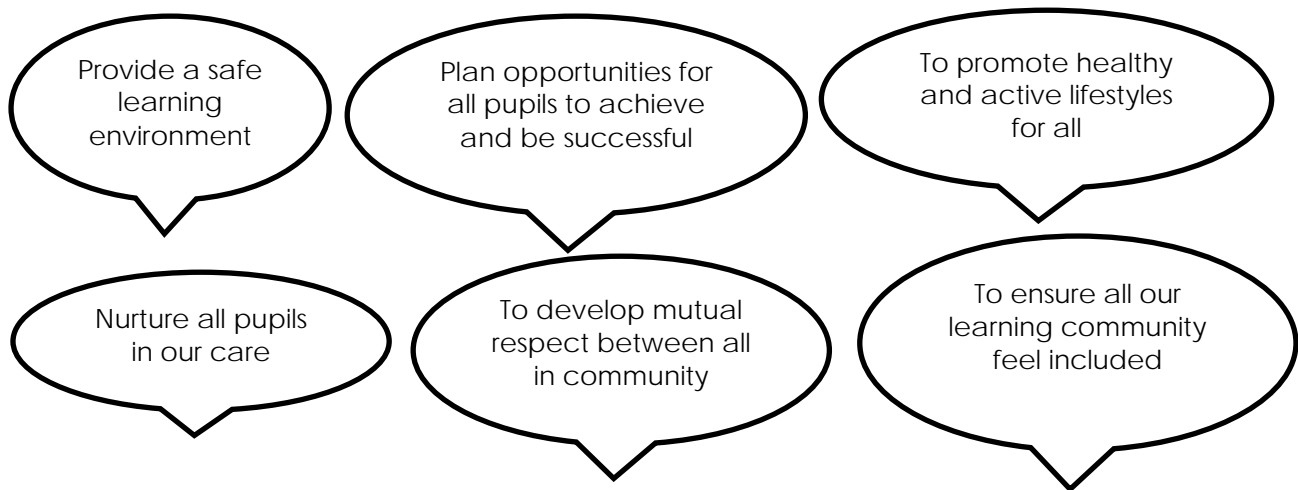 Provide a safe
learning
environment
Plan opportunities for
all pupils to achieve
and be successful
To promote healthy
and active lifestyles
for all
Nurture all pupils
in our care
To develop mutual
respect between all
in community
To ensure all our
learning community
feel included